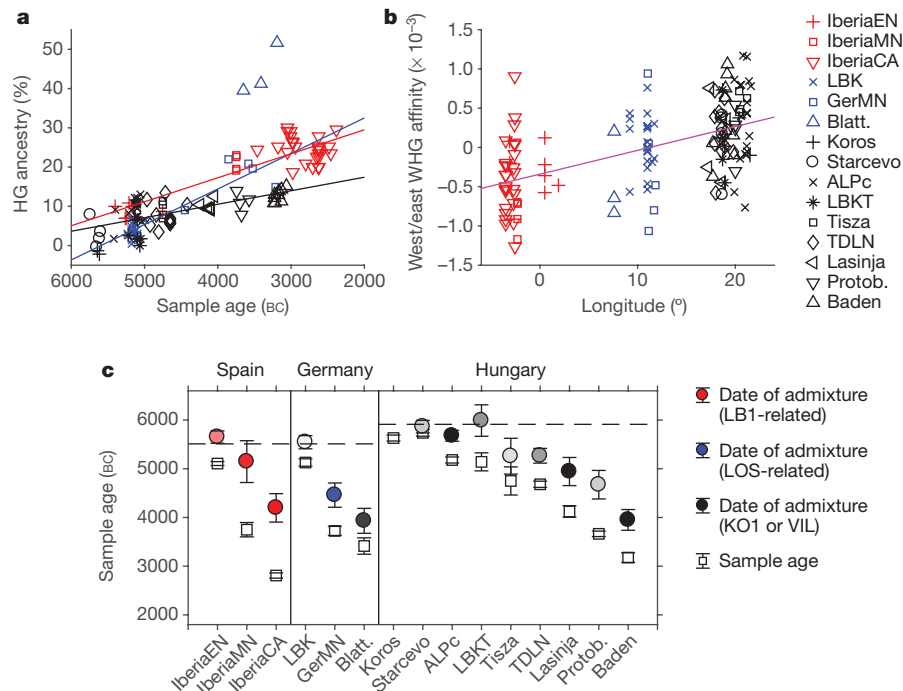 a
HG ancestry (%)
50
40
30
20
10
0
6000 5000 4000 3000 2000
Sample age (BC)
b
West/east WHG affinity (× 10⁻³)
1.0
0.5
0
−0.5
−1.0
−1.5
0 10 20
Longitude (º)
IberiaEN
IberiaMN
IberiaCA
LBK
GerMN
Blatt.
Koros
Starcevo
ALPc
LBKT
Tisza
TDLN
Lasinja
Protob.
Baden
c
Spain Germany Hungary
Sample age (BC)
6000
5000
4000
3000
2000
IberiaEN
IberiaMN
IberiaCA
LBK
GerMN
Blatt.
Koros
Starcevo
ALPc
LBKT
Tisza
TDLN
Lasinja
Protob.
Baden
Date of admixture
(LB1-related)
Date of admixture
(LOS-related)
Date of admixture
(KO1 or VIL)
Sample age